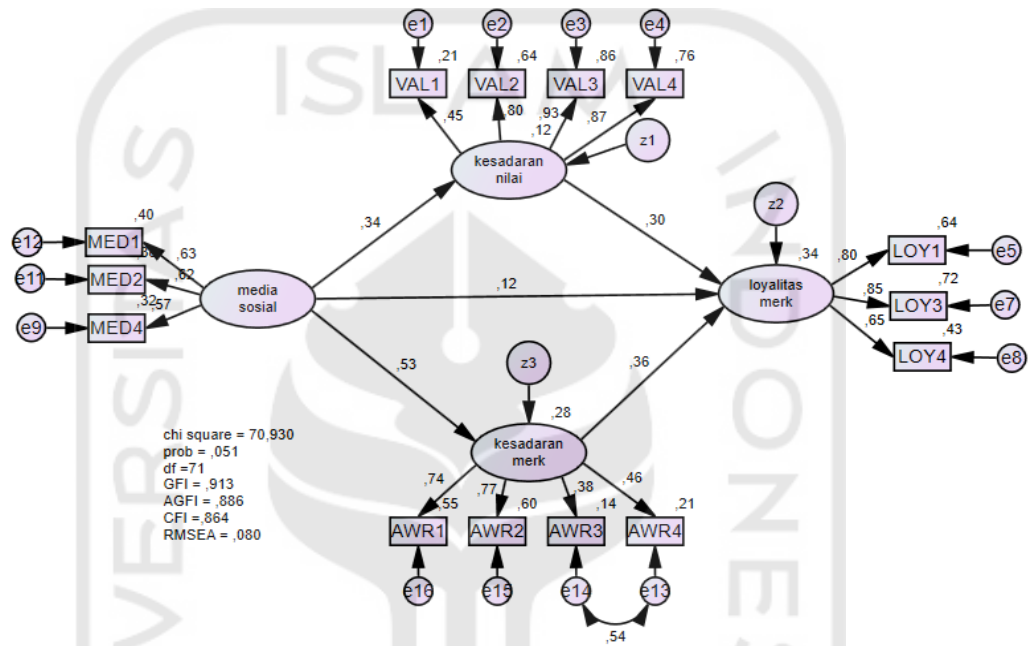 ISLAM
VERSITAS
INDONES
e1 e2 e3 e4
,21 ,64 ,86 ,76
VAL1 VAL2 VAL3 VAL4
,45 ,80 ,93 ,87
,12
z1
kesadaran
nilai
z2
,34 ,30
,40
e12 MED1 ,63
e11 MED2 ,62
,32 ,57
e9 MED4
media
sosial
,12
,34
loyalitas
merk
,64
,80 LOY1 e5
,72
,85 LOY3 e7
,65 ,43
LOY4 e8
,53 z3 ,36
,28
kesadaran
merk
chi square = 70,930
prob = ,051
df =71
GFI = ,913
AGFI = ,886
CFI = ,864
RMSEA = ,080
,74 ,77 ,38 ,46
,55 ,60 ,14 ,21
AWR1 AWR2 AWR3 AWR4
e16 e15 e14 e13
,54